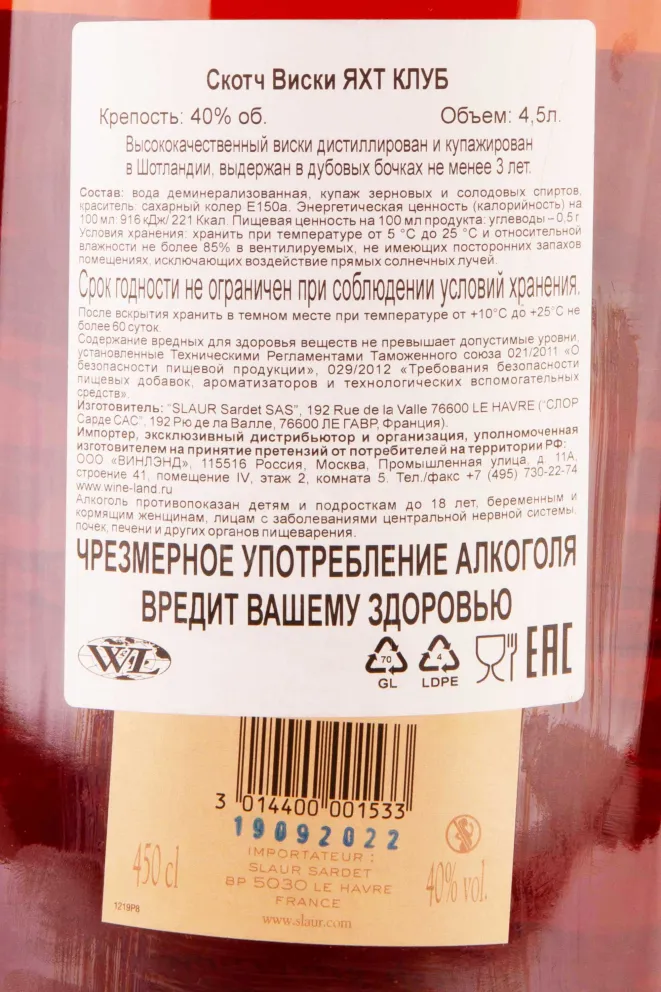 Скотч Виски ЯХТ КЛУБ
Крепость: 40% об. Объем: 4,5л.
Высококачественный виски дистиллирован и купажирован
в Шотландии, выдержан в дубовых бочках не менее 3 лет.
Состав: вода деминерализованная, купаж зерновых и солодовых спиртов,
краситель: сахарный колер Е150а. Энергетическая ценность (калорийность) на
100 мл: 916 кДж/ 221 Ккал. Пищевая ценность на 100 мл продукта: углеводы – 0,5 г
Условия хранения: хранить при температуре от 5 °С до 25 °С и относительной
влажности не более 85% в вентилируемых, не имеющих посторонних запахов
помещениях, исключающих воздействие прямых солнечных лучей.
Срок годности не ограничен при соблюдении условий хранения.
После вскрытия хранить в темном месте при температуре от +10°С до +25°С не
более 60 суток.
Содержание вредных для здоровья веществ не превышает допустимые уровни,
установленные Техническими Регламентами Таможенного союза 021/2011 «О
безопасности пищевой продукции», 029/2012 «Требования безопасности
пищевых добавок, ароматизаторов и технологических вспомогательных
средств».
Изготовитель: "SLAUR Sardet SAS", 192 Rue de la Valle 76600 LE HAVRE ("СЛОР
Сарде САС", 192 Рю де ла Валле, 76600 ЛЕ ГАВР, Франция).
Импортер, эксклюзивный дистрибьютор и организация, уполномоченная
изготовителем на принятие претензий от потребителей на территории РФ:
ООО «ВИНЛЭНД», 115516 Россия, Москва, Промышленная улица, д. 11А,
строение 41, помещение IV, этаж 2, комната 5. Тел./факс +7 (495) 730-22-74
www.wine-land.ru
Алкоголь противопоказан детям и подросткам до 18 лет, беременным и
кормящим женщинам, лицам с заболеваниями центральной нервной системы,
почек, печени и других органов пищеварения.
ЧРЕЗМЕРНОЕ УПОТРЕБЛЕНИЕ АЛКОГОЛЯ
ВРЕДИТ ВАШЕМУ ЗДОРОВЬЮ
WL 70 4 EAC
GL LDPE
3 014400 001533
19092022
IMPORTATEUR :
SLAUR SARDET
BP 5030 LE HAVRE
FRANCE
www.slaur.com
450 cl 40% vol.
1219P8